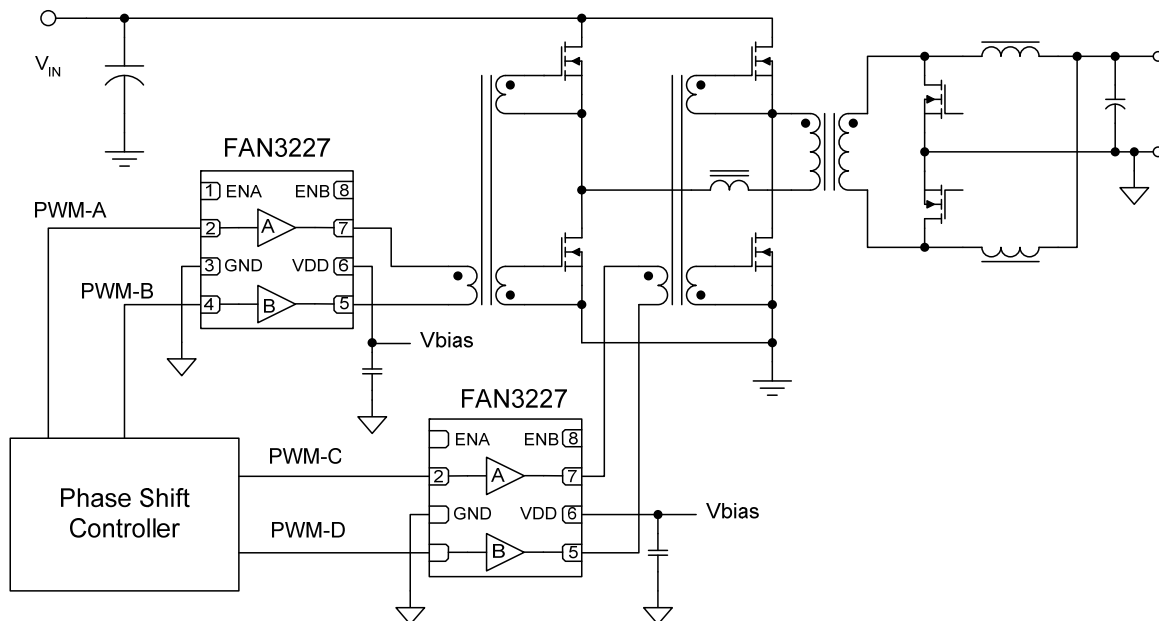 VIN
FAN3227
1 ENA ENB 8
PWM-A
2 A 7
3 GND VDD 6
PWM-B
4 B 5
Vbias
FAN3227
ENA ENB 8
PWM-C
2 A 7
Phase Shift
Controller
GND VDD 6
Vbias
PWM-D
B 5